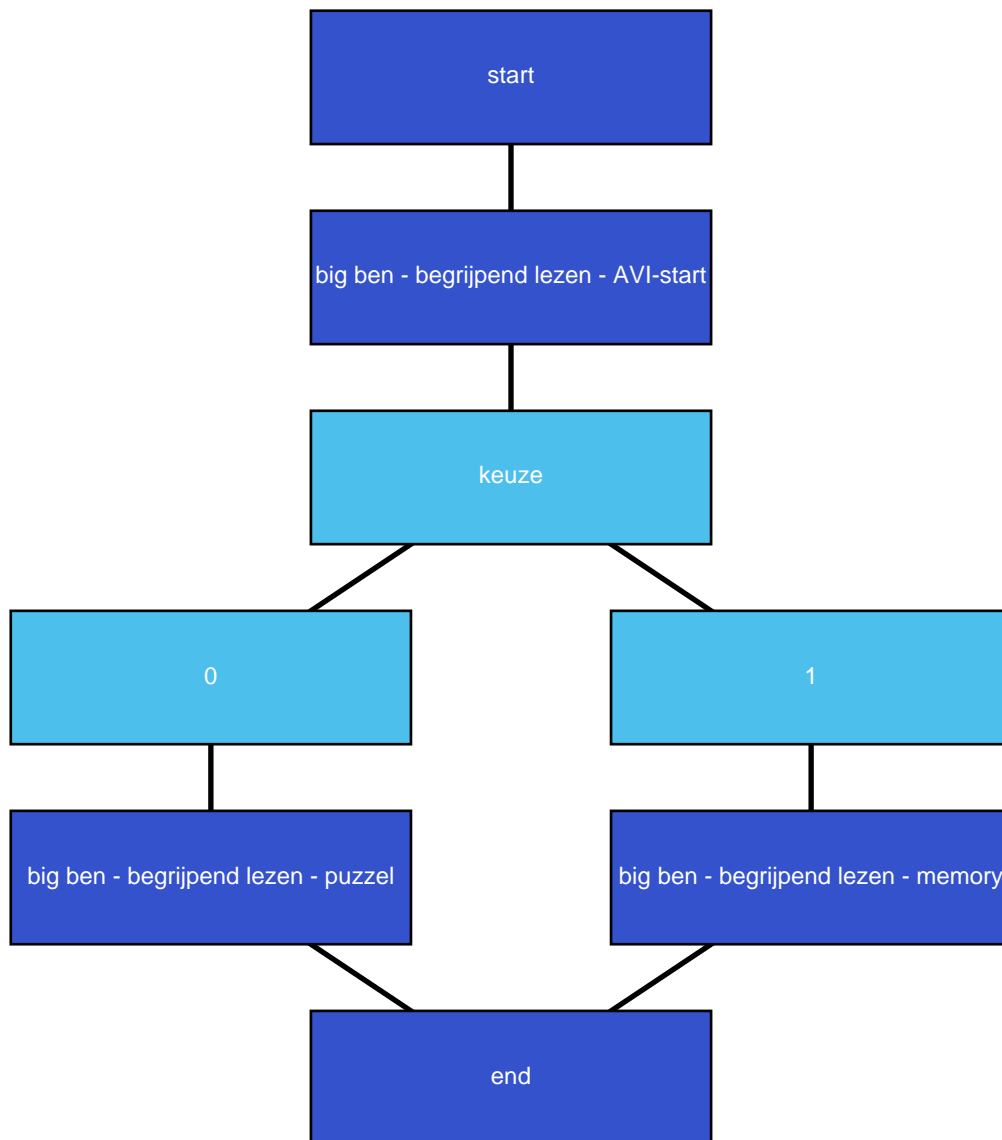 start
big ben - begrijpend lezen - AVI-start
keuze
0
1
big ben - begrijpend lezen - puzzel
big ben - begrijpend lezen - memory
end